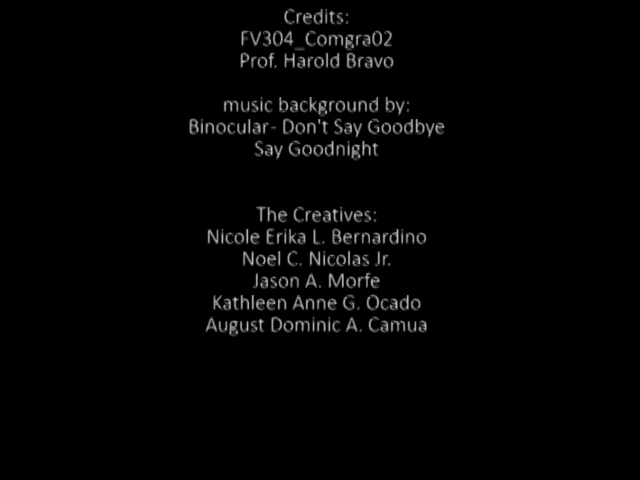 Credits:
FV304_Comgra02
Prof. Harold Bravo
music background by:
Binocular- Don't Say Goodbye
Say Goodnight
The Creatives:
Nicole Erika L. Bernardino
Noel C. Nicolas Jr.
Jason A. Morfe
Kathleen Anne G. Ocado
August Dominic A. Camua